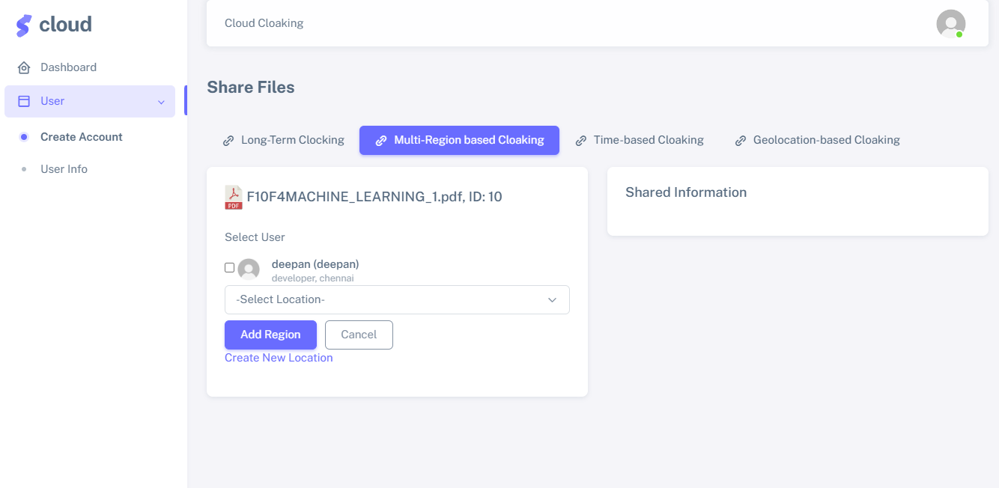 cloud
Dashboard
User
Create Account
User Info
Cloud Cloaking
Share Files
Long-Term Clocking
Multi-Region based Cloaking
Time-based Cloaking
Geolocation-based Cloaking
PDF
F10F4MACHINE_LEARNING_1.pdf, ID: 10
Select User
deepan (deepan)
developer, chennai
-Select Location-
Add Region
Cancel
Create New Location
Shared Information